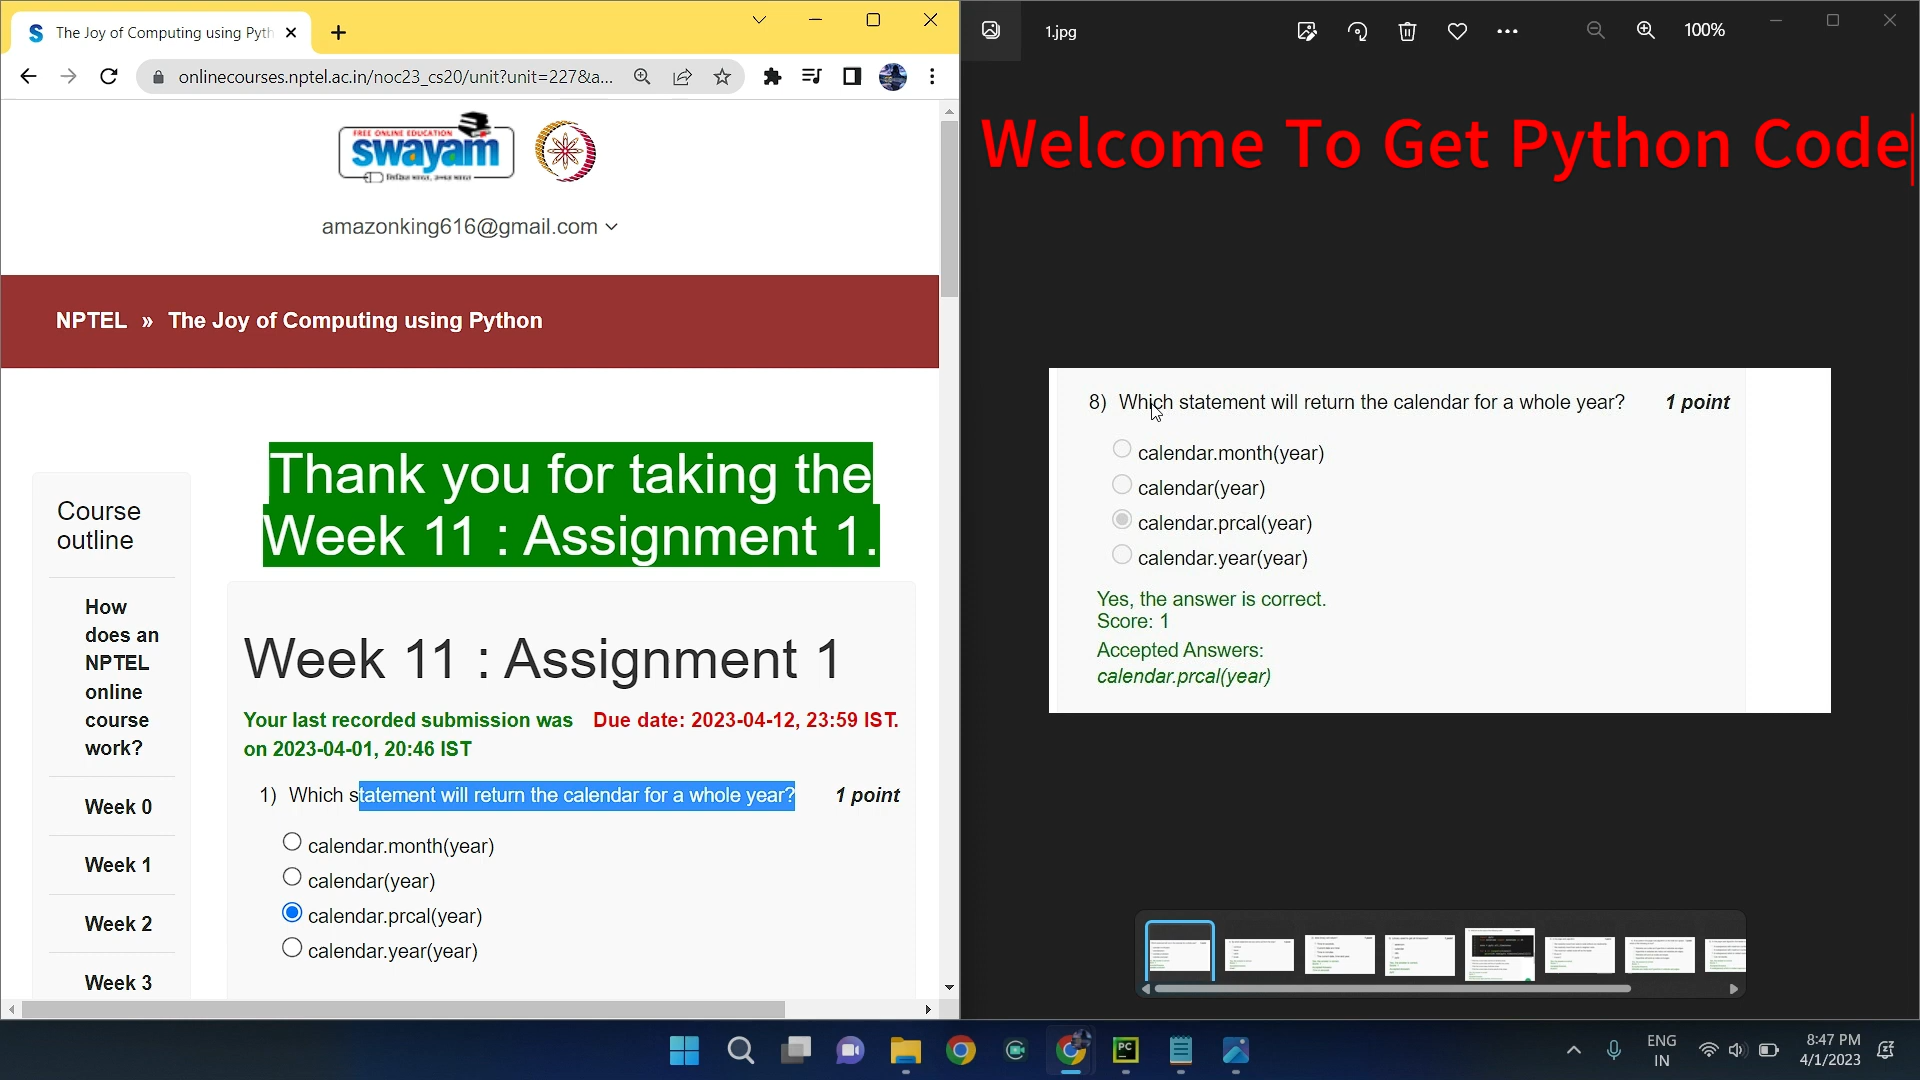 The Joy of Computing using Pyth
onlinecourses.nptel.ac.in/noc23_cs20/unit?unit=227&a...
FREE ONLINE EDUCATION
swayam
amazonking616@gmail.com
NPTEL » The Joy of Computing using Python
Thank you for taking the
Week 11 : Assignment 1.
Course
outline
How
does an
NPTEL
online
course
work?
Week 0
Week 1
Week 2
Week 3
Week 11 : Assignment 1
Your last recorded submission was
on 2023-04-01, 20:46 IST
Due date: 2023-04-12, 23:59 IST.
1) Which statement will return the calendar for a whole year? 1 point
calendar.month(year)
calendar(year)
calendar.prcal(year)
calendar.year(year)
1.jpg
100%
Welcome To Get Python Code
8) Which statement will return the calendar for a whole year? 1 point
calendar.month(year)
calendar(year)
calendar.prcal(year)
calendar.year(year)
Yes, the answer is correct.
Score: 1
Accepted Answers:
calendar.prcal(year)
PC
ENG
IN
8:47 PM
4/1/2023